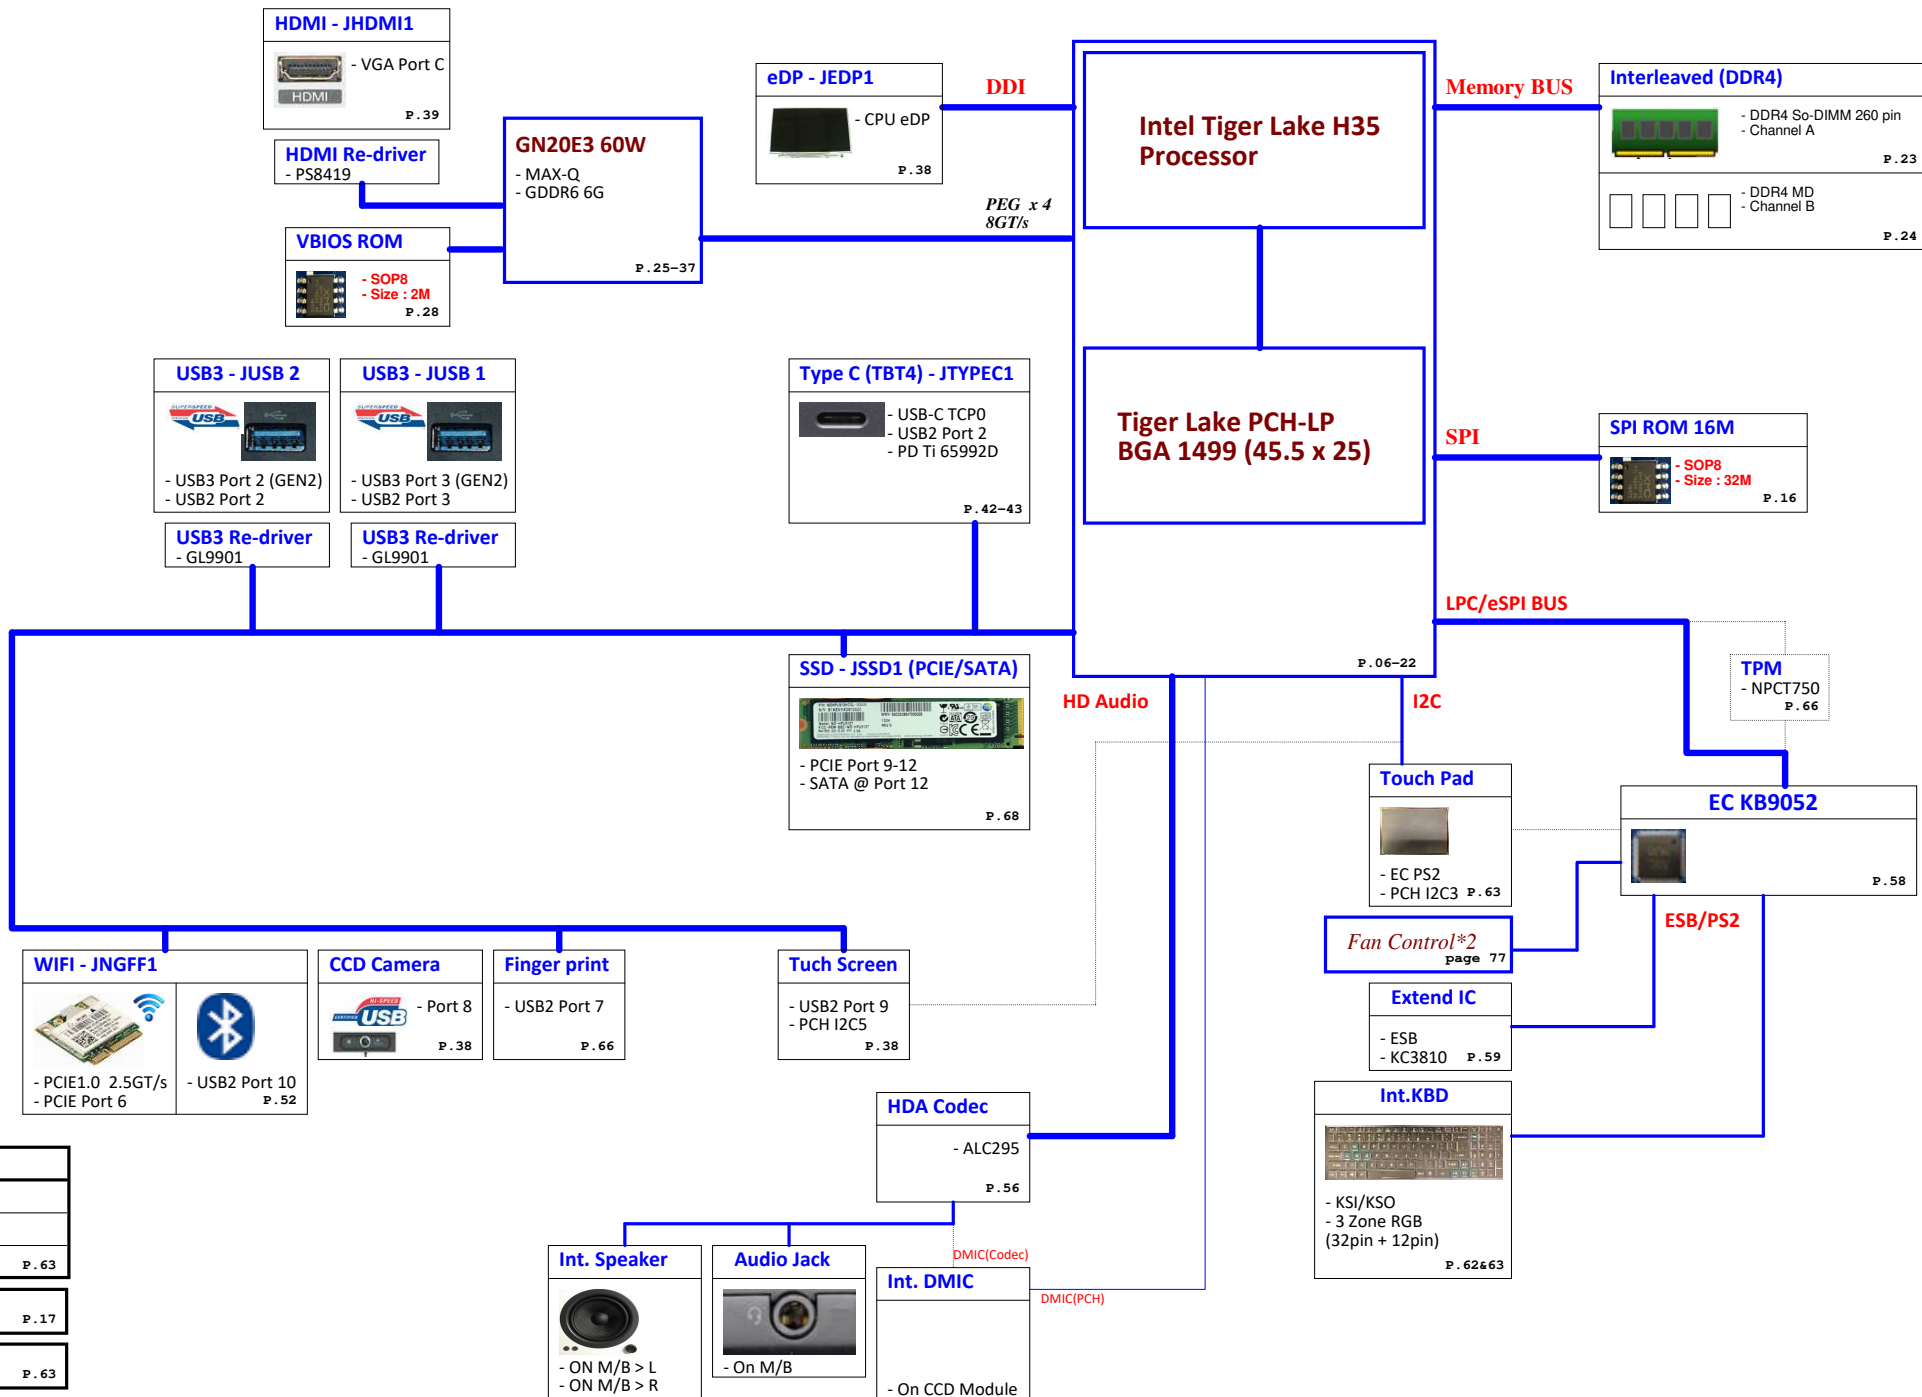 HDMI - JHDMI1
- VGA Port C
HDMI
P.39
HDMI Re-driver
- PS8419
VBIOS ROM
- SOP8
- Size : 2M
P.28
GN20E3 60W
- MAX-Q
- GDDR6 6G
P.25-37
eDP - JEDP1
- CPU eDP
P.38
DDI
PEG x 4
8GT/s
Intel Tiger Lake H35
Processor
Memory BUS
Interleaved (DDR4)
- DDR4 So-DIMM 260 pin
- Channel A
P.23
- DDR4 MD
- Channel B
P.24
USB3 - JUSB 2
SUPERSPEED
USB
- USB3 Port 2 (GEN2)
- USB2 Port 2
USB3 Re-driver
- GL9901
USB3 - JUSB 1
SUPERSPEED
USB
- USB3 Port 3 (GEN2)
- USB2 Port 3
USB3 Re-driver
- GL9901
Type C (TBT4) - JTYPEC1
- USB-C TCP0
- USB2 Port 2
- PD Ti 65992D
P.42-43
Tiger Lake PCH-LP
BGA 1499 (45.5 x 25)
SPI
SPI ROM 16M
- SOP8
- Size : 32M
P.16
LPC/eSPI BUS
P.06-22
SSD - JSSD1 (PCIE/SATA)
- PCIE Port 9-12
- SATA @ Port 12
P.68
HD Audio
I2C
TPM
- NPCT750
P.66
Touch Pad
- EC PS2
- PCH I2C3 P.63
EC KB9052
P.58
ESB/PS2
Fan Control*2
page 77
Extend IC
- ESB
- KC3810 P.59
Int.KBD
- KSI/KSO
- 3 Zone RGB
(32pin + 12pin)
P.62&63
WIFI - JNGFF1
- PCIE1.0 2.5GT/s
- PCIE Port 6
- USB2 Port 10
P.52
CCD Camera
HI-SPEED
CERTIFIED USB
- Port 8
P.38
Finger print
- USB2 Port 7
P.66
Tuch Screen
- USB2 Port 9
- PCH I2C5
P.38
HDA Codec
- ALC295
P.56
DMIC(Codec)
DMIC(PCH)
Int. Speaker
- ON M/B > L
- ON M/B > R
Audio Jack
- On M/B
Int. DMIC
- On CCD Module
P.63
P.17
P.63